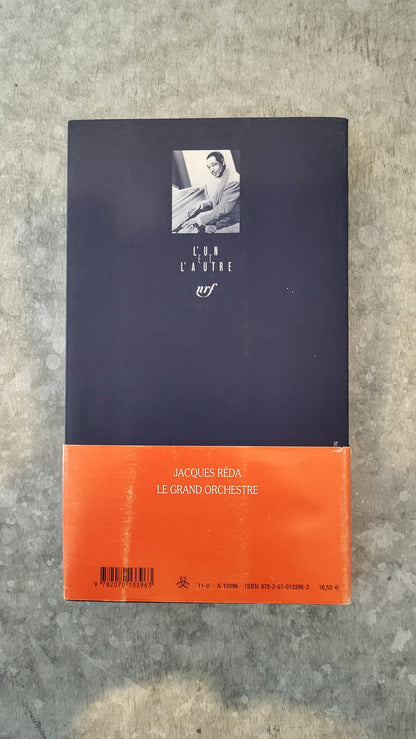 L'UN
ET
L'AUTRE
nrf
JACQUES RÉDA
LE GRAND ORCHESTRE
9 782070 133963
11-V A 13396 ISBN 978-2-07-013396-3 16,50 €